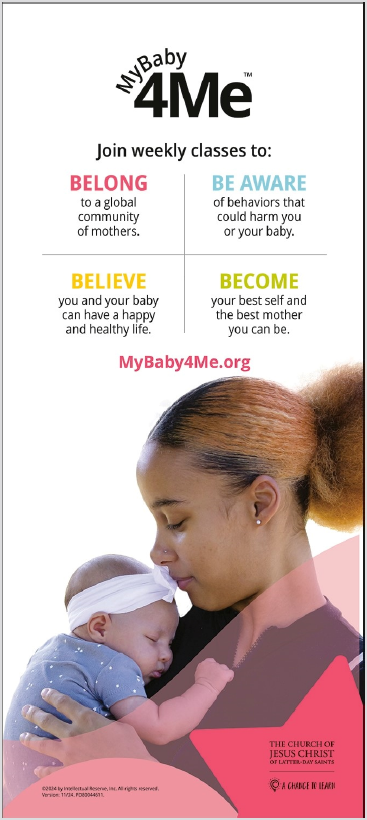 MyBaby
4Me™
Join weekly classes to:
BELONG
to a global
community
of mothers.
BE AWARE
of behaviors that
could harm you
or your baby.
BELIEVE
you and your baby
can have a happy
and healthy life.
BECOME
your best self and
the best mother
you can be.
MyBaby4Me.org
THE CHURCH OF
JESUS CHRIST
OF LATTER-DAY SAINTS
A CHANCE TO LEARN
©2024 by Intellectual Reserve, Inc. All rights reserved.
Version: 11/24. PD80044611.